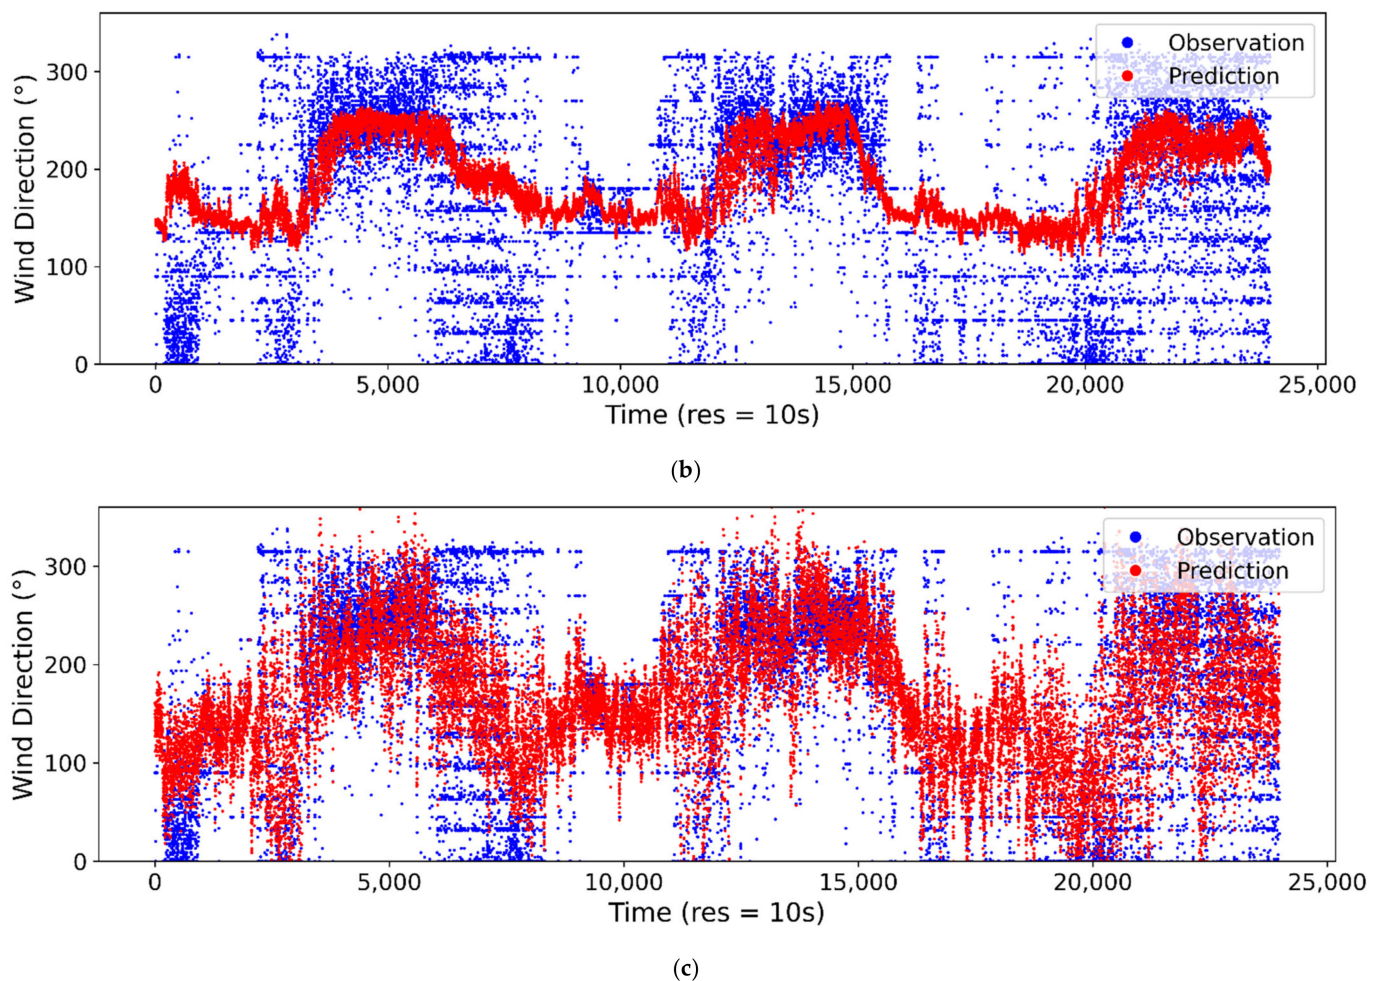 Wind Direction (°)
300
200
100
0
Observation
Prediction
0 5,000 10,000 15,000 20,000 25,000
Time (res = 10s)
(b)
Wind Direction (°)
300
200
100
0
Observation
Prediction
0 5,000 10,000 15,000 20,000 25,000
Time (res = 10s)
(c)